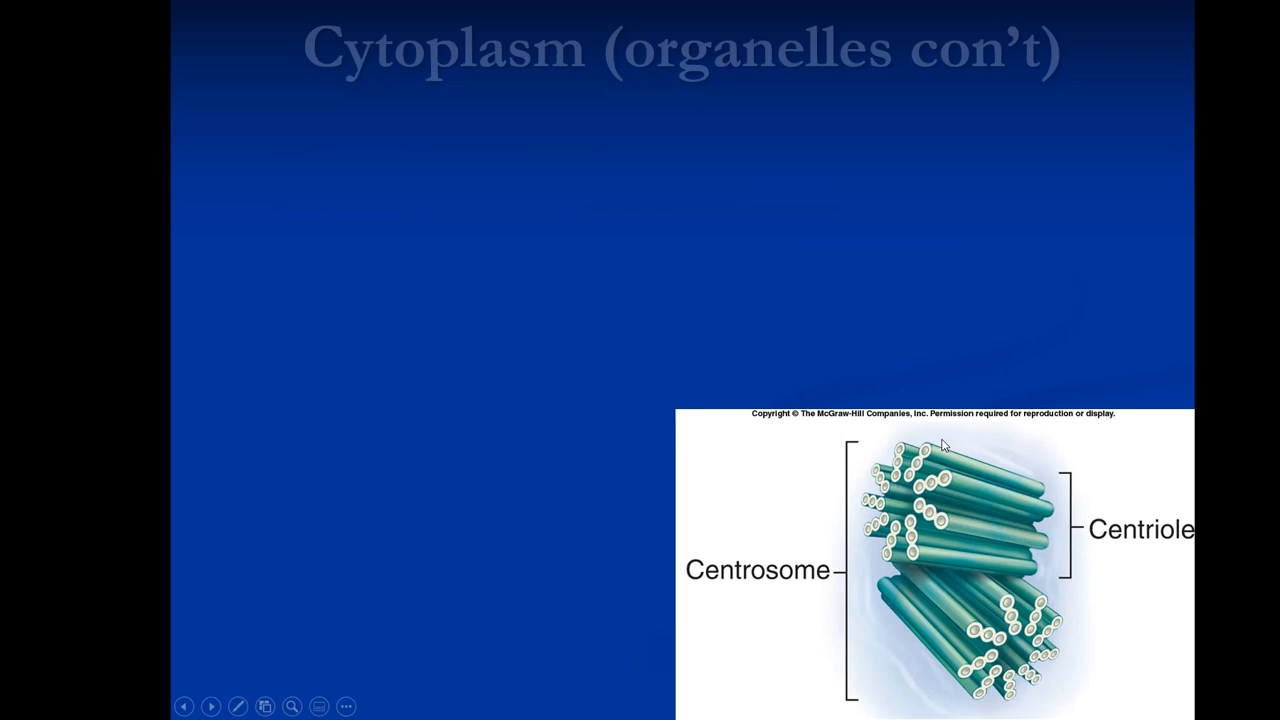 Cytoplasm (organelles con’t)
Copyright © The McGraw-Hill Companies, Inc. Permission required for reproduction or display.
Centriole
Centrosome